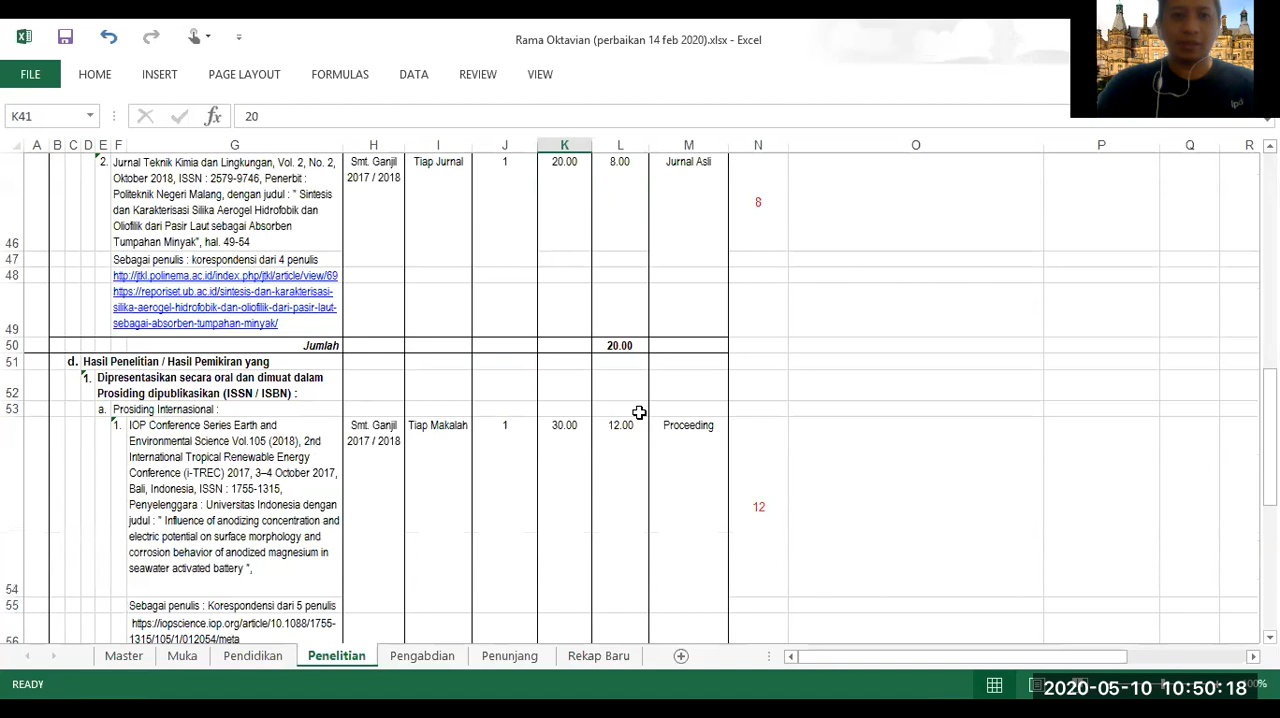 Rama Oktavian (perbaikan 14 feb 2020).xlsx - Excel
FILE HOME INSERT PAGE LAYOUT FORMULAS DATA REVIEW VIEW
K41 fx 20
A B C D E F G H I J K L M N O P Q R
2. Jurnal Teknik Kimia dan Lingkungan, Vol. 2, No. 2, Smt. Ganjil Tiap Jurnal 1 20.00 8.00 Jurnal Asli
Oktober 2018, ISSN : 2579-9746, Penerbit : 2017 / 2018
Politeknik Negeri Malang, dengan judul : " Sintesis
dan Karakterisasi Silika Aerogel Hidrofobik dan 8
Oliofilik dari Pasir Laut sebagai Absorben
46 Tumpahan Minyak", hal. 49-54
47 Sebagai penulis : korespondensi dari 4 penulis
48 http://jtkl.polinema.ac.id/index.php/jtkl/article/view/69
https://reporiset.ub.ac.id/sintesis-dan-karakterisasi-
silika-aerogel-hidrofobik-dan-oliofilik-dari-pasir-laut-
49 sebagai-absorben-tumpahan-minyak/
50 Jumlah 20.00
51 d. Hasil Penelitian / Hasil Pemikiran yang
1. Dipresentasikan secara oral dan dimuat dalam
52 Prosiding dipublikasikan (ISSN / ISBN) :
53 a. Prosiding Internasional :
1. IOP Conference Series Earth and Smt. Ganjil Tiap Makalah 1 30.00 12.00 Proceeding
Environmental Science Vol.105 (2018), 2nd 2017 / 2018
International Tropical Renewable Energy
Conference (i-TREC) 2017, 3–4 October 2017,
Bali, Indonesia, ISSN : 1755-1315,
Penyelenggara : Universitas Indonesia dengan 12
judul : " Influence of anodizing concentration and
electric potential on surface morphology and
corrosion behavior of anodized magnesium in
seawater activated battery ",
54
55 Sebagai penulis : Korespondensi dari 5 penulis
https://iopscience.iop.org/article/10.1088/1755-
56 1315/105/1/012054/meta
Master Muka Pendidikan Penelitian Pengabdian Penunjang Rekap Baru
READY
2020-05-10 10:50:18